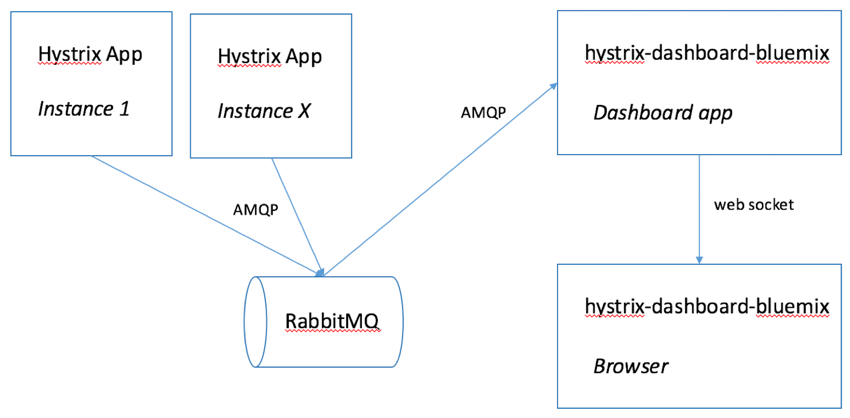 Hystrix App
Instance 1
Hystrix App
Instance X
AMQP
RabbitMQ
AMQP
hystrix-dashboard-bluemix
Dashboard app
web socket
hystrix-dashboard-bluemix
Browser